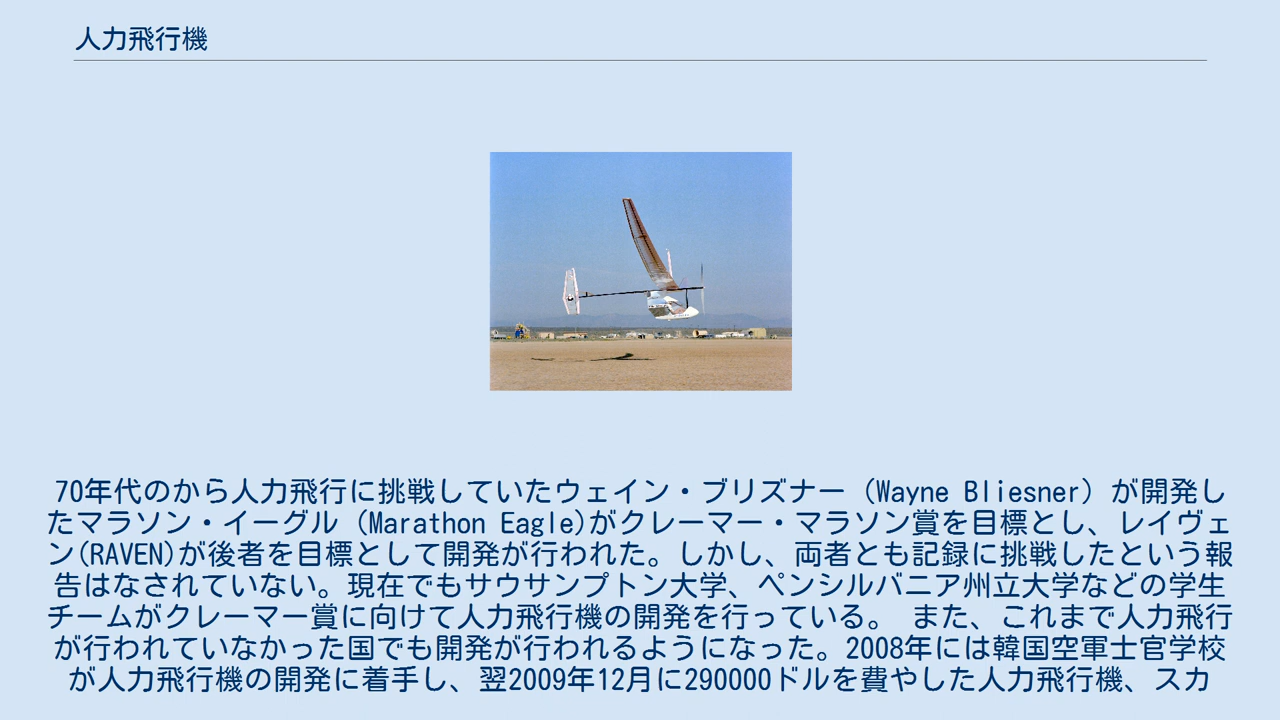 人力飛行機
70年代のから人力飛行に挑戦していたウェイン・ブリズナー（Wayne Bliesner）が開発し
たマラソン・イーグル（Marathon Eagle)がクレーマー・マラソン賞を目標とし、レイヴェ
ン(RAVEN)が後者を目標として開発が行われた。しかし、両者とも記録に挑戦したという報
告はなされていない。現在でもサウサンプトン大学、ペンシルバニア州立大学などの学生
チームがクレーマー賞に向けて人力飛行機の開発を行っている。 また、これまで人力飛行
が行われていなかった国でも開発が行われるようになった。2008年には韓国空軍士官学校
が人力飛行機の開発に着手し、翌2009年12月に290000ドルを費やした人力飛行機、スカ